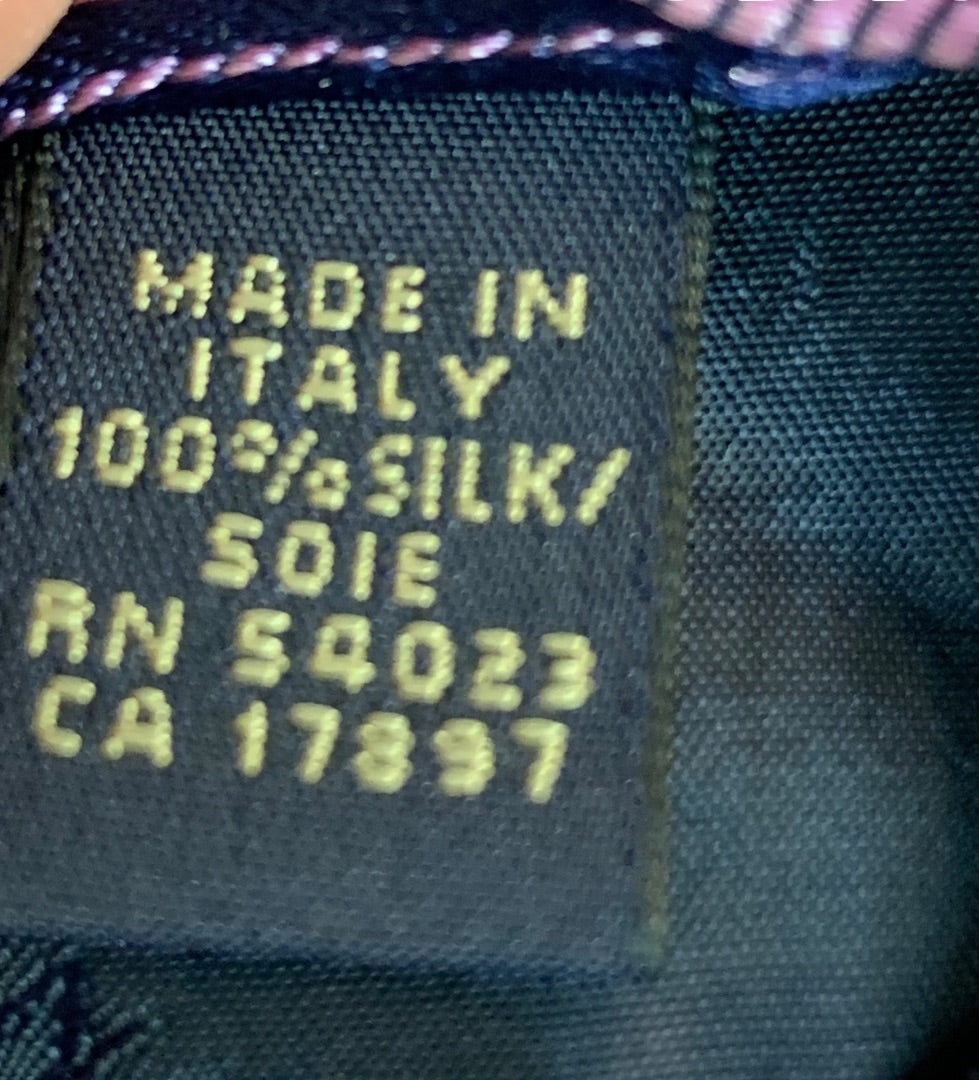 MADE IN
ITALY
100% SILK/
SOIE
RN 54023
CA 17897